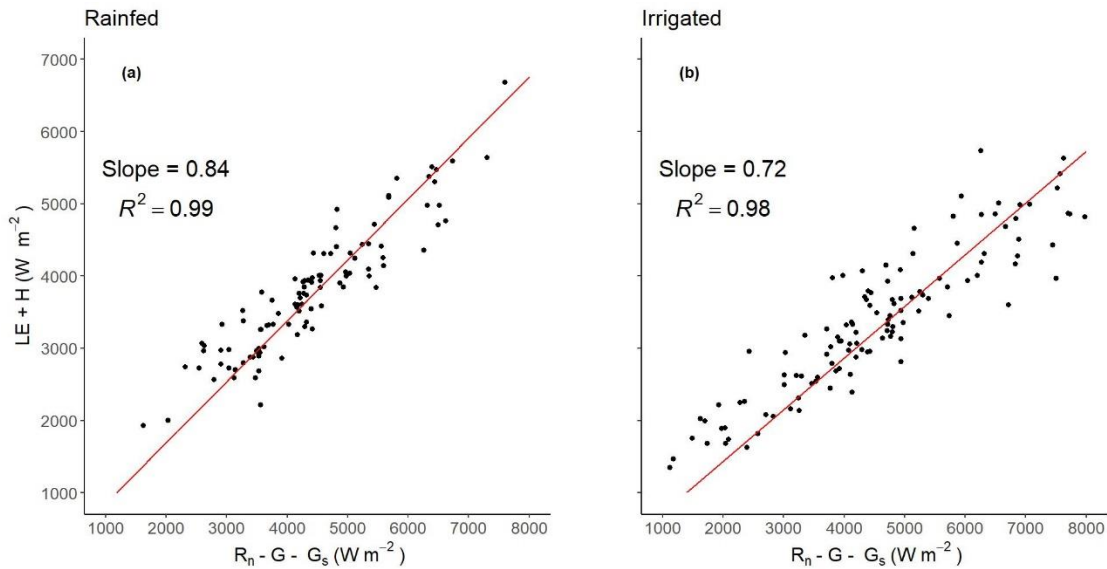 Rainfed
(a)
Slope = 0.84
R² = 0.99
LE + H (W m⁻²)
7000
6000
5000
4000
3000
2000
1000
1000 2000 3000 4000 5000 6000 7000 8000
Rₙ - G - Gₛ (W m⁻²)
Irrigated
(b)
Slope = 0.72
R² = 0.98
1000 2000 3000 4000 5000 6000 7000 8000
Rₙ - G - Gₛ (W m⁻²)